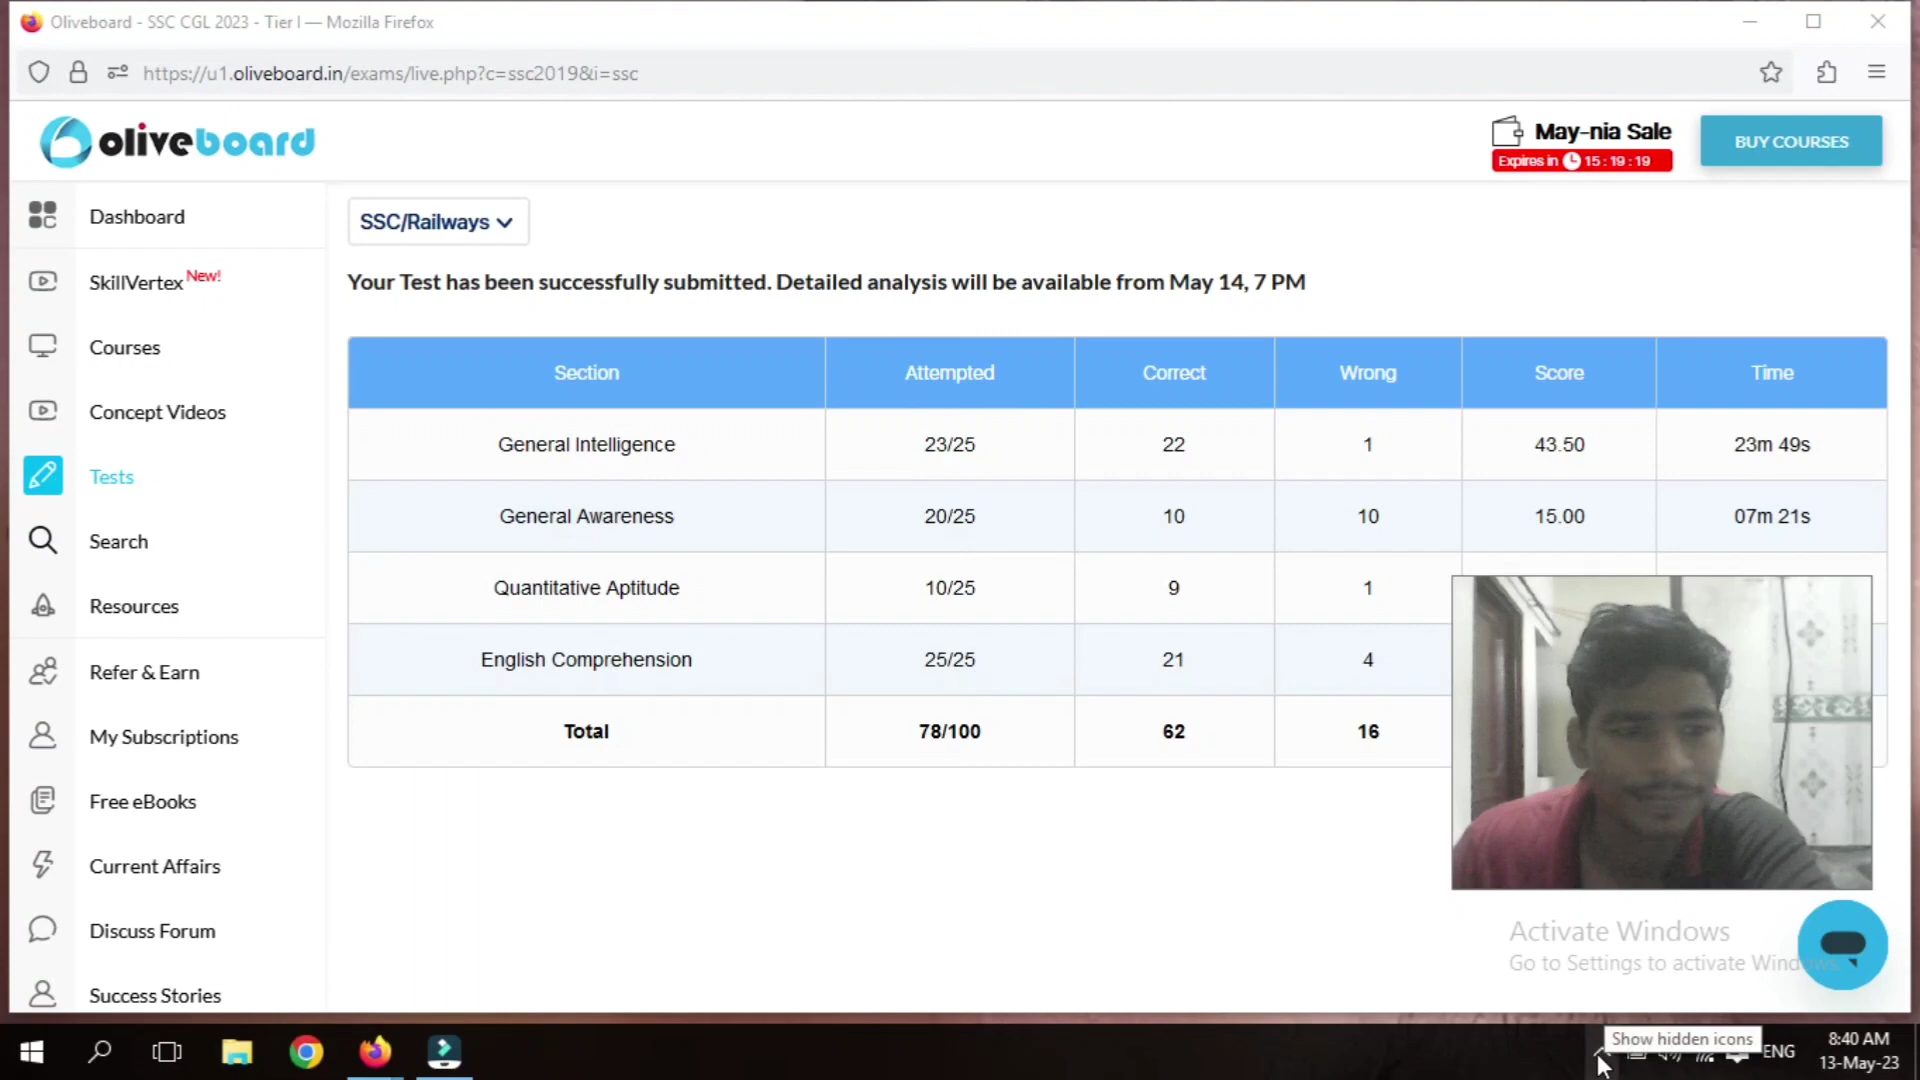 Oliveboard - SSC CGL 2023 - Tier I — Mozilla Firefox
https://u1.oliveboard.in/exams/live.php?c=ssc2019&i=ssc
oliveboard
May-nia Sale
Expires in 15 : 19 : 19
BUY COURSES
Dashboard
SkillVertex New!
Courses
Concept Videos
Tests
Search
Resources
Refer & Earn
My Subscriptions
Free eBooks
Current Affairs
Discuss Forum
Success Stories
SSC/Railways
Your Test has been successfully submitted. Detailed analysis will be available from May 14, 7 PM
Section Attempted Correct Wrong Score Time
General Intelligence 23/25 22 1 43.50 23m 49s
General Awareness 20/25 10 10 15.00 07m 21s
Quantitative Aptitude 10/25 9 1
English Comprehension 25/25 21 4
Total 78/100 62 16
Activate Windows
Go to Settings to activate Windows.
Show hidden icons
ENG
8:40 AM
13-May-23